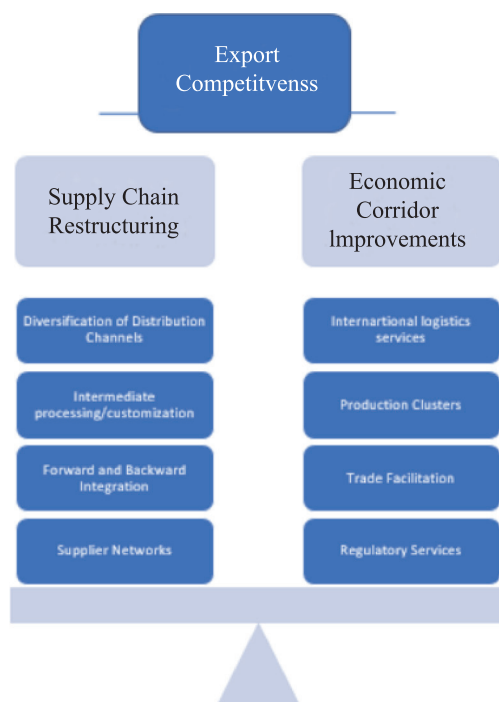 Export
Competitvenss
Supply Chain
Restructuring
Economic
Corridor
lmprovements
Diversification of Distribution
Channels
Intermediate
processing/customization
Forward and Backward
Integration
Supplier Networks
Internartional logistics
services
Production Clusters
Trade Facilitation
Regulatory Services